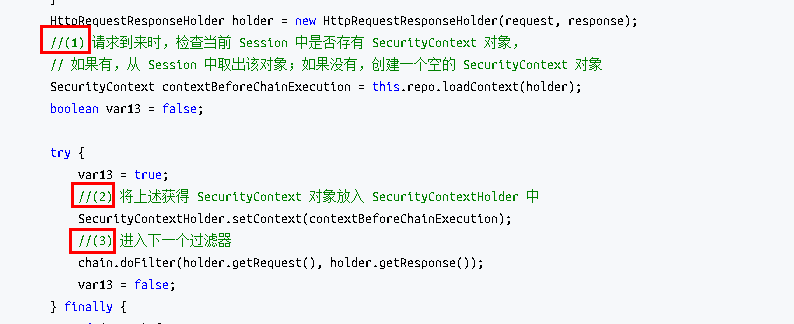 }
HttpRequestResponseHolder holder = new HttpRequestResponseHolder(request, response);
//(1) 请求到来时，检查当前 Session 中是否存有 SecurityContext 对象，
// 如果有，从 Session 中取出该对象；如果没有，创建一个空的 SecurityContext 对象
SecurityContext contextBeforeChainExecution = this.repo.loadContext(holder);
boolean var13 = false;
try {
var13 = true;
//(2) 将上述获得 SecurityContext 对象放入 SecurityContextHolder 中
SecurityContextHolder.setContext(contextBeforeChainExecution);
//(3) 进入下一个过滤器
chain.doFilter(holder.getRequest(), holder.getResponse());
var13 = false;
} finally {